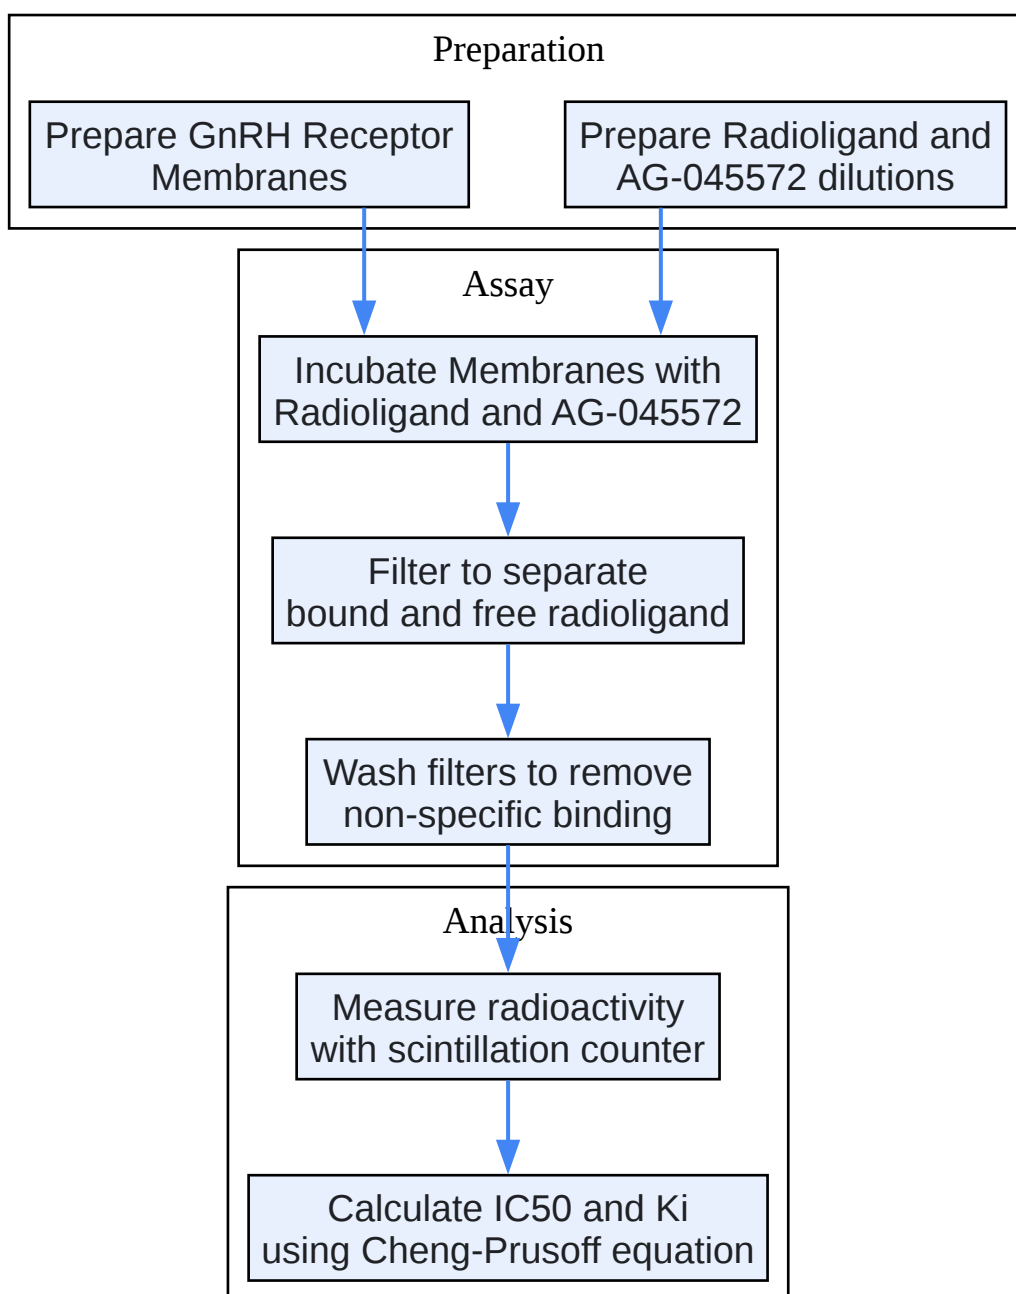 Preparation
Prepare GnRH Receptor
Membranes
Prepare Radioligand and
AG-045572 dilutions
Assay
Incubate Membranes with
Radioligand and AG-045572
Filter to separate
bound and free radioligand
Wash filters to remove
non-specific binding
Analysis
Measure radioactivity
with scintillation counter
Calculate IC50 and Ki
using Cheng-Prusoff equation